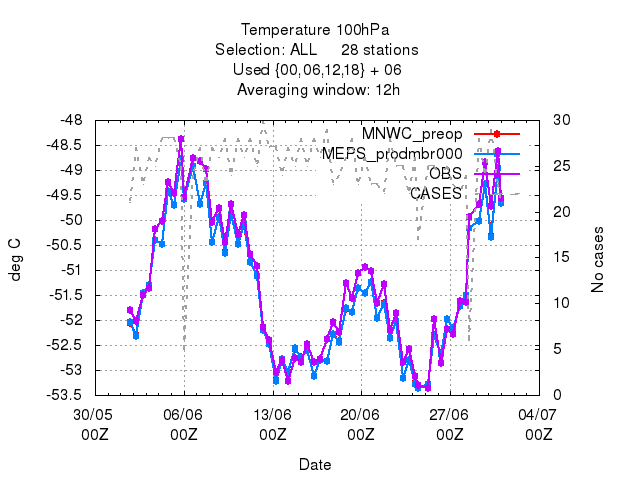 Temperature 100hPa
Selection: ALL 28 stations
Used {00,06,12,18} + 06
Averaging window: 12h
MNWC_preop
MEPS_prodmbr000
OBS
CASES
deg C
-48
-48.5
-49
-49.5
-50
-50.5
-51
-51.5
-52
-52.5
-53
-53.5
No cases
30
25
20
15
10
5
0
30/05 06/06 13/06 20/06 27/06 04/07
00Z 00Z 00Z 00Z 00Z 00Z
Date